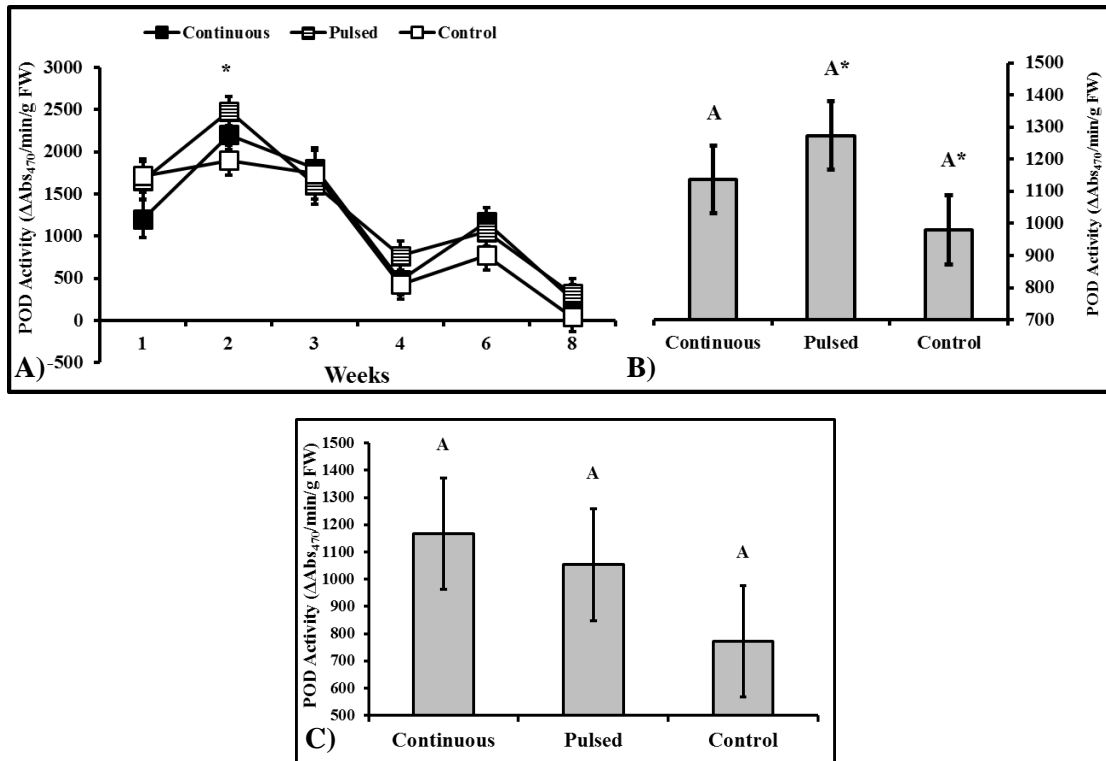 Continuous Pulsed Control
POD Activity (ΔAbs470/min/g FW)
3000
2500
2000
1500
1000
500
0
-500
*
1 2 3 4 6 8
Weeks
A)
A A* A*
1500
1400
1300
1200
1100
1000
900
800
700
POD Activity (ΔAbs470/min/g FW)
Continuous Pulsed Control
B)
POD Activity (ΔAbs470/min/g FW)
1500
1400
1300
1200
1100
1000
900
800
700
600
500
A A A
Continuous Pulsed Control
C)